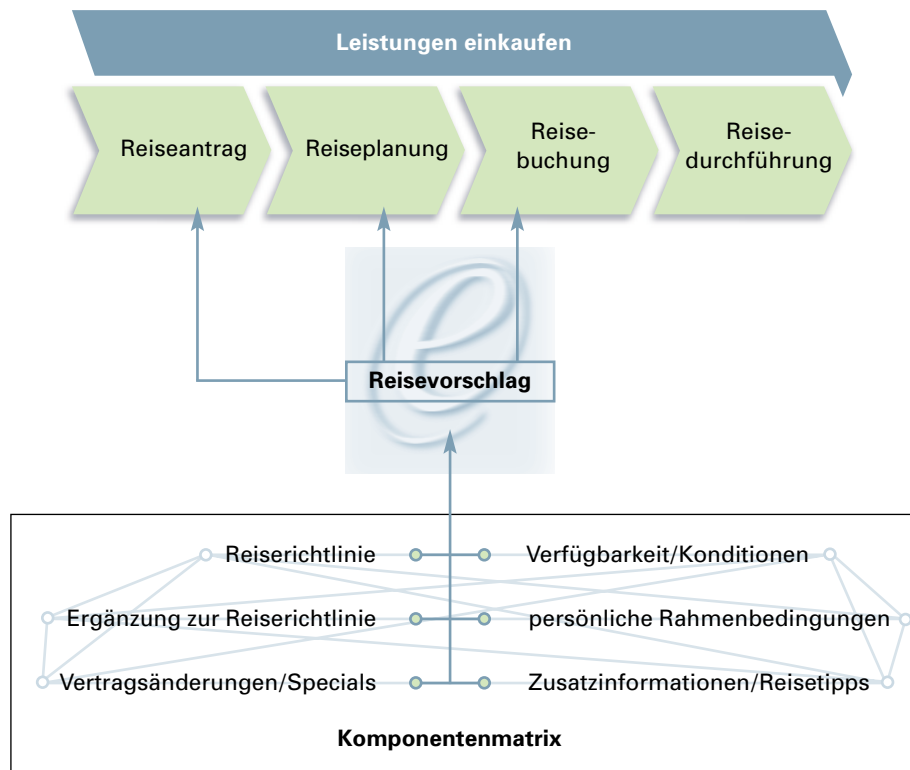 Leistungen einkaufen
Reiseantrag
Reiseplanung
Reise-
buchung
Reise-
durchführung
e
Reisevorschlag
Reiserichtlinie
Verfügbarkeit/Konditionen
Ergänzung zur Reiserichtlinie
persönliche Rahmenbedingungen
Vertragsänderungen/Specials
Zusatzinformationen/Reisetipps
Komponentenmatrix